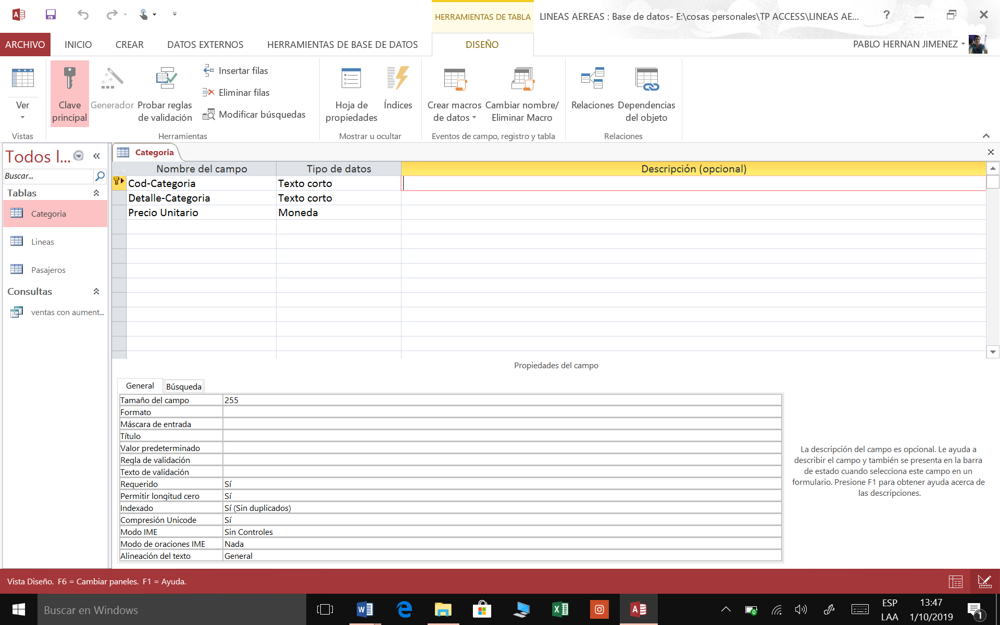 HERRAMIENTAS DE TABLA
LINEAS AEREAS : Base de datos- E:\cosas personales\TP ACCESS\LINEAS AE...
?
ARCHIVO
INICIO
CREAR
DATOS EXTERNOS
HERRAMIENTAS DE BASE DE DATOS
DISEÑO
PABLO HERNAN JIMENEZ
Ver
Clave
principal
Generador
Probar reglas
de validación
Insertar filas
Eliminar filas
Modificar búsquedas
Hoja de
propiedades
Índices
Crear macros
de datos
Cambiar nombre/
Eliminar Macro
Relaciones
Dependencias
del objeto
Vistas
Herramientas
Mostrar u ocultar
Eventos de campo, registro y tabla
Relaciones
Todos l...
Buscar...
Tablas
Categoria
Lineas
Pasajeros
Consultas
ventas con aument...
Categoria
Nombre del campo
Tipo de datos
Descripción (opcional)
Cod-Categoria
Texto corto
Detalle-Categoria
Texto corto
Precio Unitario
Moneda
Propiedades del campo
General
Búsqueda
Tamaño del campo
255
Formato
Máscara de entrada
Título
Valor predeterminado
Regla de validación
Texto de validación
Requerido
Sí
Permitir longitud cero
Sí
Indexado
Sí (Sin duplicados)
Compresión Unicode
Sí
Modo IME
Sin Controles
Modo de oraciones IME
Nada
Alineación del texto
General
La descripción del campo es opcional. Le ayuda a
describir el campo y también se presenta en la barra
de estado cuando selecciona este campo en un
formulario. Presione F1 para obtener ayuda acerca de
las descripciones.
Vista Diseño.  F6 = Cambiar paneles.  F1 = Ayuda.
Buscar en Windows
ESP
LAA
13:47
1/10/2019
1